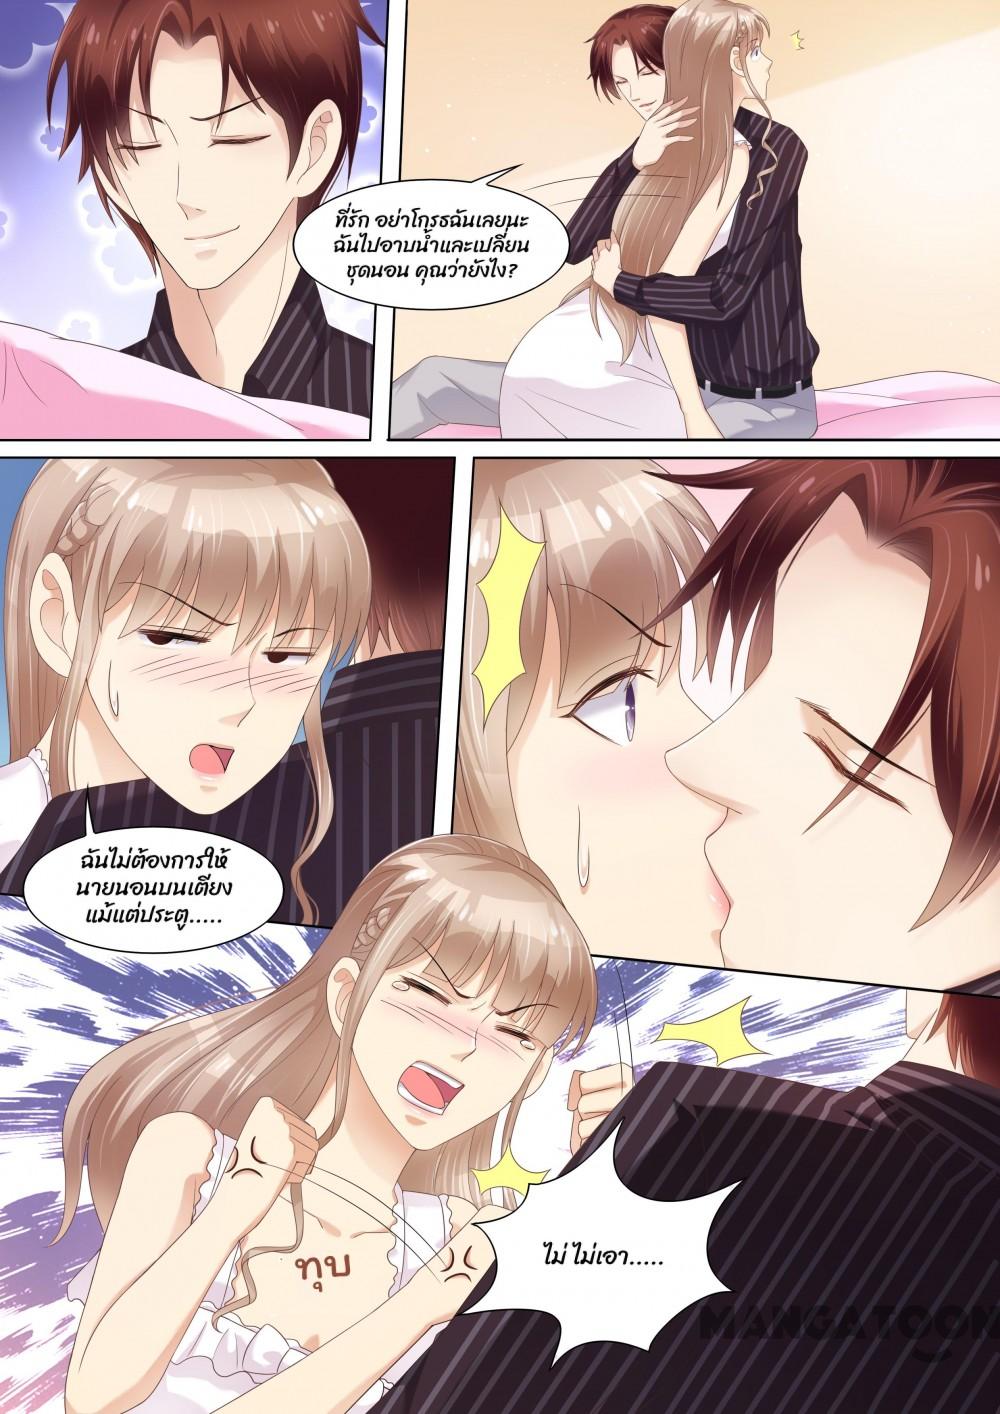 ที่รัก อย่าโกรธฉันเลยนะ
ฉันไปอาบน้ำและเปลี่ยน
ชุดนอน คุณว่ายังไง?
ฉันไม่ต้องการให้
นายนอนบนเตียง
แม้แต่ประตู.....
ทุบ
ไม่ ไม่เอา.....
MANGATOON